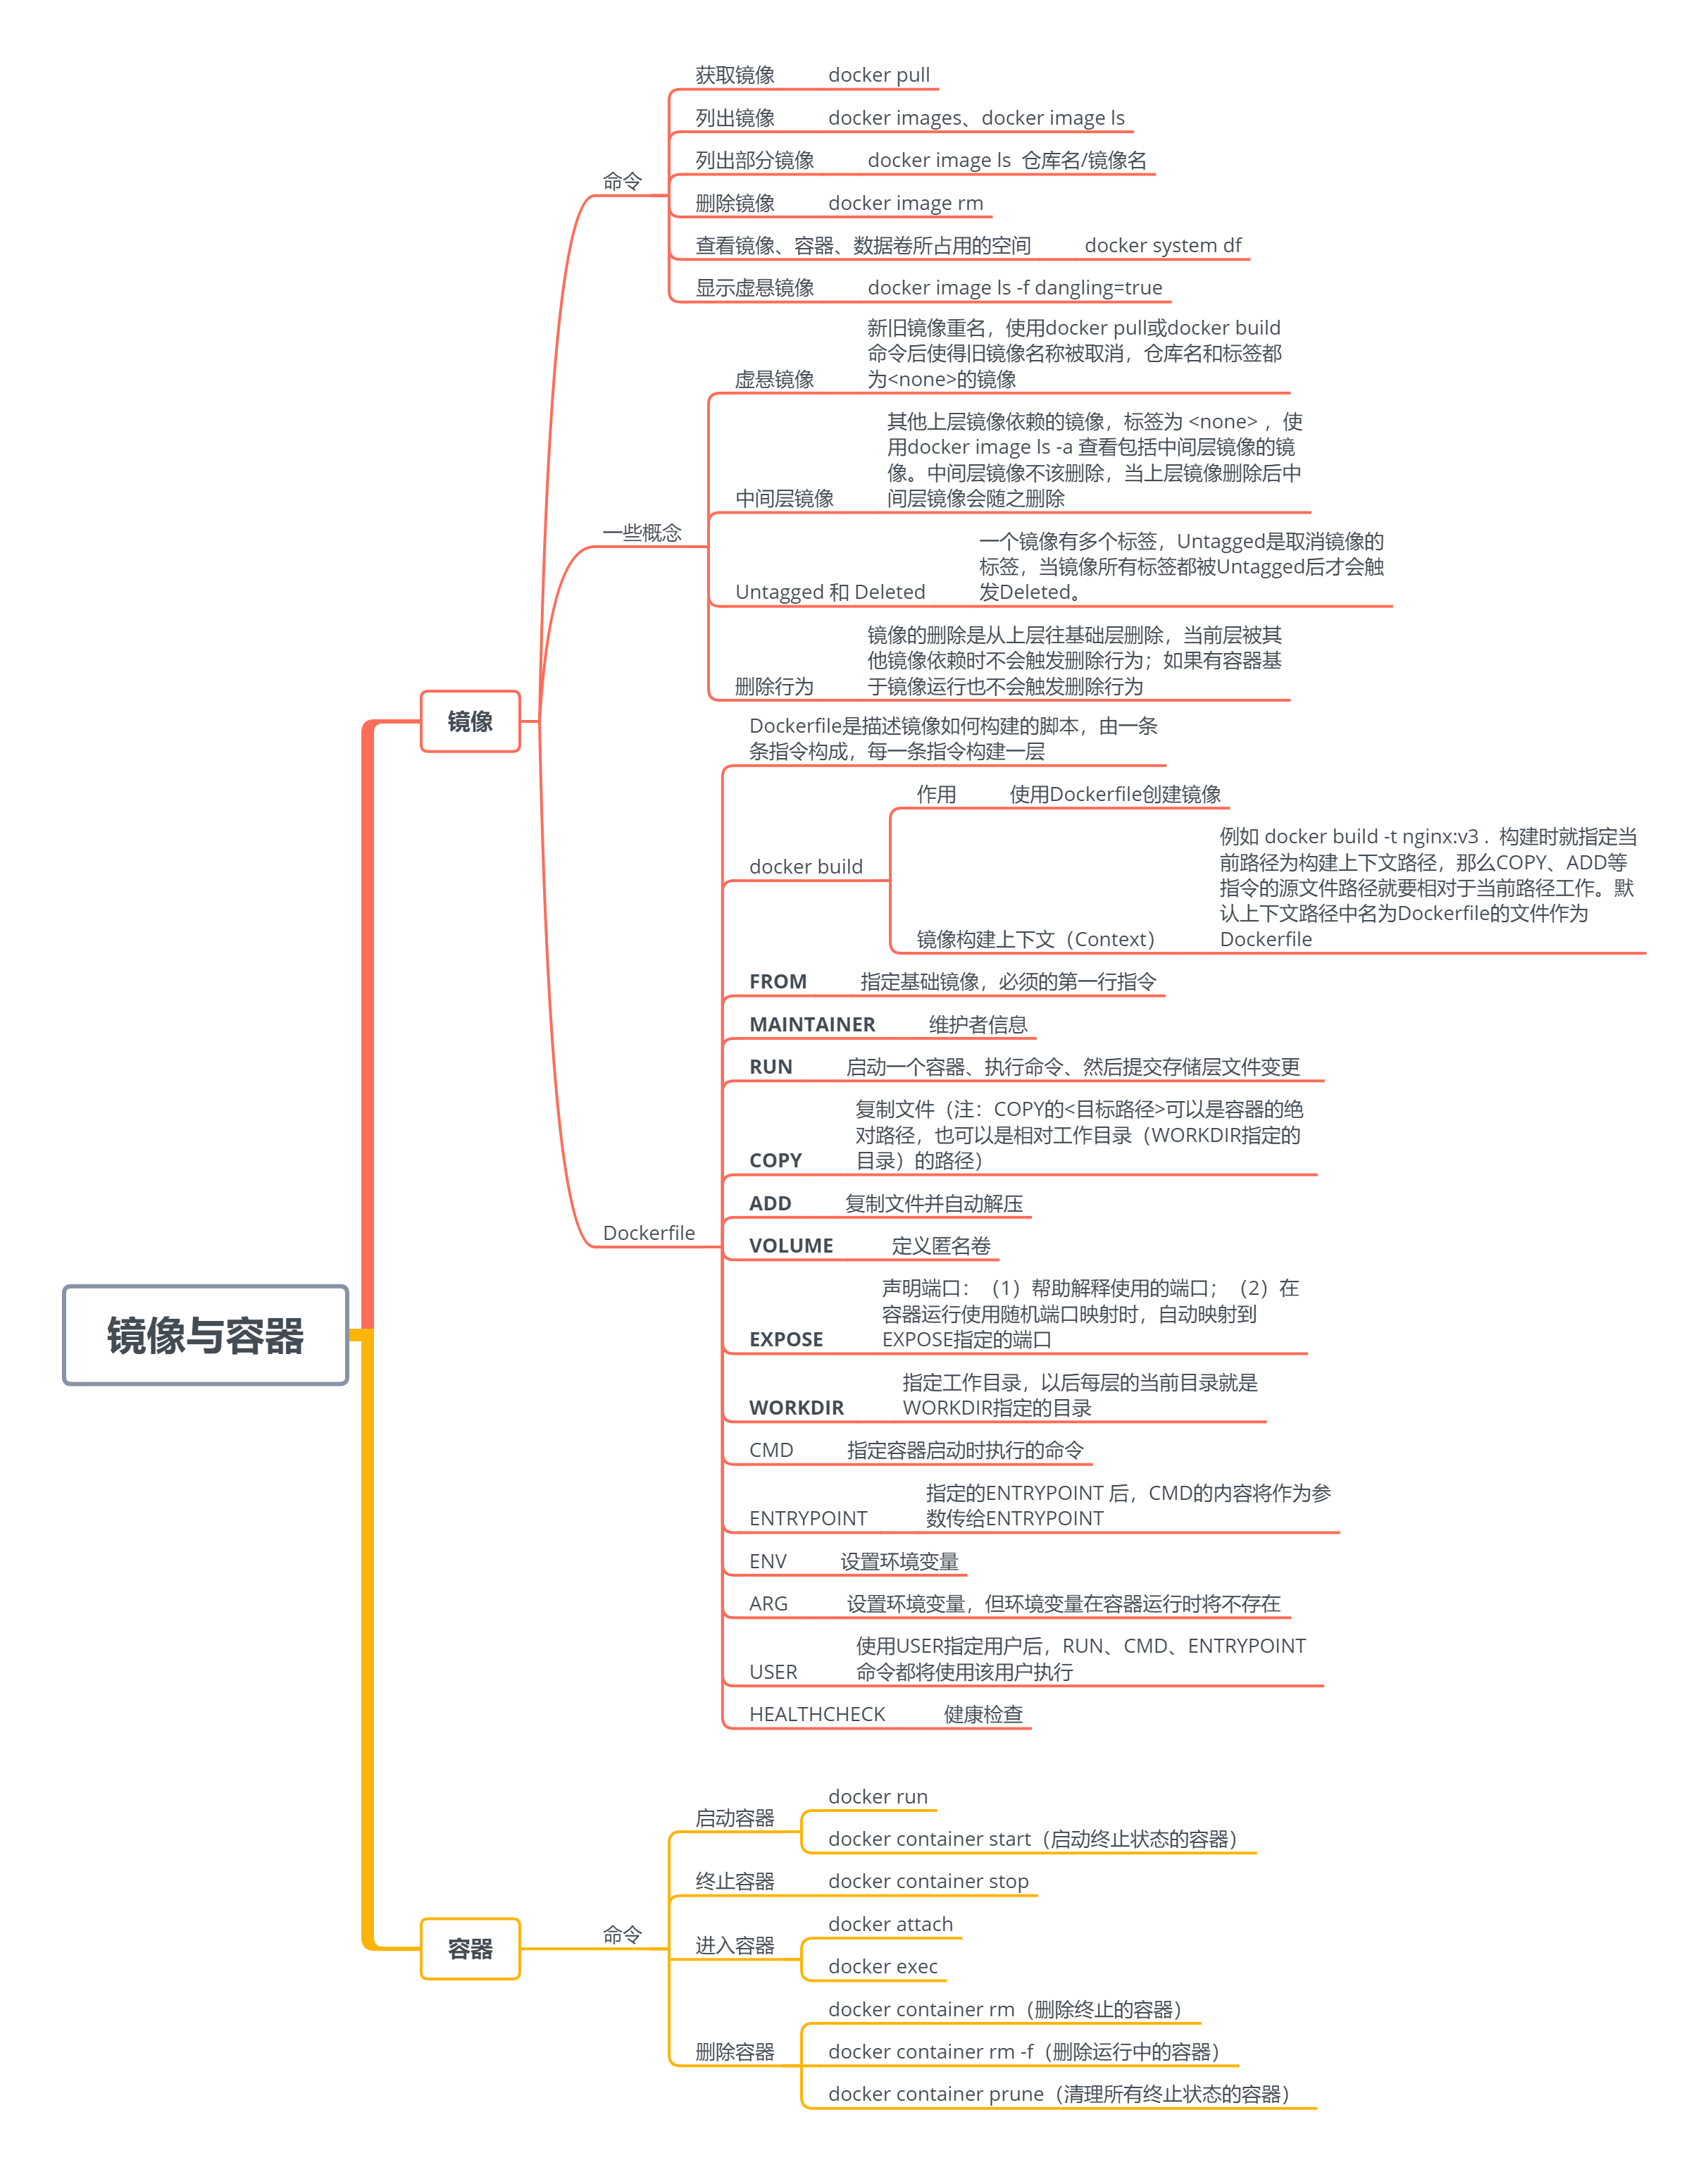 镜像与容器
镜像
命令
获取镜像
docker pull
列出镜像
docker images、docker image ls
列出部分镜像
docker image ls 仓库名/镜像名
删除镜像
docker image rm
查看镜像、容器、数据卷所占用的空间
docker system df
显示虚悬镜像
docker image ls -f dangling=true
一些概念
虚悬镜像
新旧镜像重名，使用docker pull或docker build
命令后使得旧镜像名称被取消，仓库名和标签都
为<none>的镜像
中间层镜像
其他上层镜像依赖的镜像，标签为 <none> ，使
用docker image ls -a 查看包括中间层镜像的镜
像。中间层镜像不该删除，当上层镜像删除后中
间层镜像会随之删除
Untagged 和 Deleted
一个镜像有多个标签，Untagged是取消镜像的
标签，当镜像所有标签都被Untagged后才会触
发Deleted。
删除行为
镜像的删除是从上层往基础层删除，当前层被其
他镜像依赖时不会触发删除行为；如果有容器基
于镜像运行也不会触发删除行为
Dockerfile
Dockerfile是描述镜像如何构建的脚本，由一条
条指令构成，每一条指令构建一层
docker build
作用
使用Dockerfile创建镜像
镜像构建上下文（Context）
例如 docker build -t nginx:v3 . 构建时就指定当
前路径为构建上下文路径，那么COPY、ADD等
指令的源文件路径就要相对于当前路径工作。默
认上下文路径中名为Dockerfile的文件作为
Dockerfile
FROM
指定基础镜像，必须的第一行指令
MAINTAINER
维护者信息
RUN
启动一个容器、执行命令、然后提交存储层文件变更
COPY
复制文件（注：COPY的<目标路径>可以是容器的绝
对路径，也可以是相对工作目录（WORKDIR指定的
目录）的路径）
ADD
复制文件并自动解压
VOLUME
定义匿名卷
EXPOSE
声明端口：（1）帮助解释使用的端口；（2）在
容器运行使用随机端口映射时，自动映射到
EXPOSE指定的端口
WORKDIR
指定工作目录，以后每层的当前目录就是
WORKDIR指定的目录
CMD
指定容器启动时执行的命令
ENTRYPOINT
指定的ENTRYPOINT 后，CMD的内容将作为参
数传给ENTRYPOINT
ENV
设置环境变量
ARG
设置环境变量，但环境变量在容器运行时将不存在
USER
使用USER指定用户后，RUN、CMD、ENTRYPOINT
命令都将使用该用户执行
HEALTHCHECK
健康检查
容器
命令
启动容器
docker run
docker container start（启动终止状态的容器）
终止容器
docker container stop
进入容器
docker attach
docker exec
删除容器
docker container rm（删除终止的容器）
docker container rm -f（删除运行中的容器）
docker container prune（清理所有终止状态的容器）